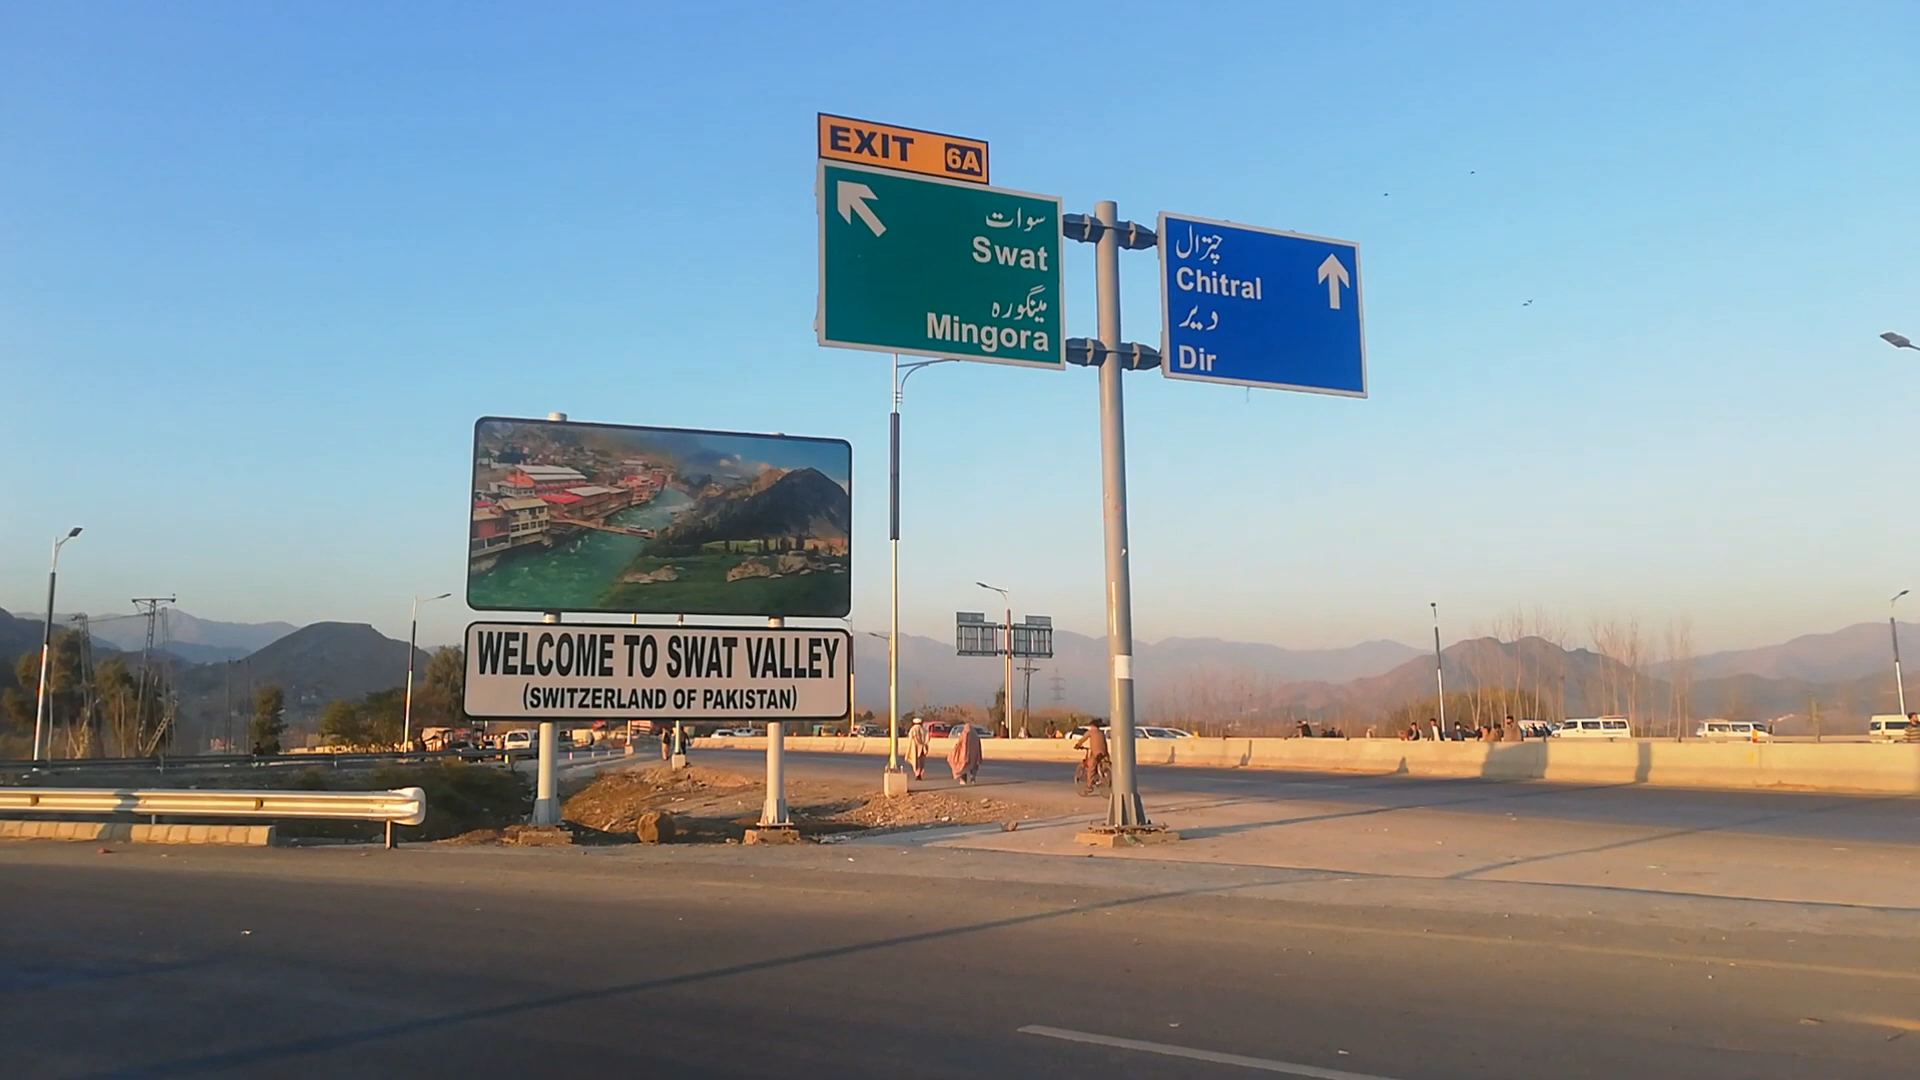 EXIT 6A
سوات
Swat
مینگورہ
Mingora
چترال
Chitral
دیر
Dir
WELCOME TO SWAT VALLEY
(SWITZERLAND OF PAKISTAN)